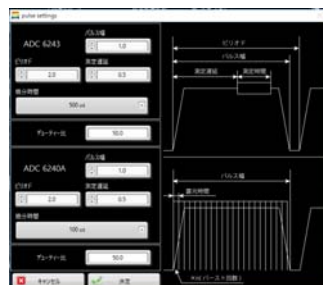 pulse settings
ADC 6243
パルス幅
1.0
ピリオド
測定遅延
2.0
0.5
積分時間
500 us
デューティー比
50.0
ADC 6240A
パルス幅
1.0
ピリオド
測定遅延
2.0
0.5
積分時間
100 us
デューティー比
50.0
キャンセル
決定
ピリオド
パルス幅
測定遅延
測定時間
パルス幅